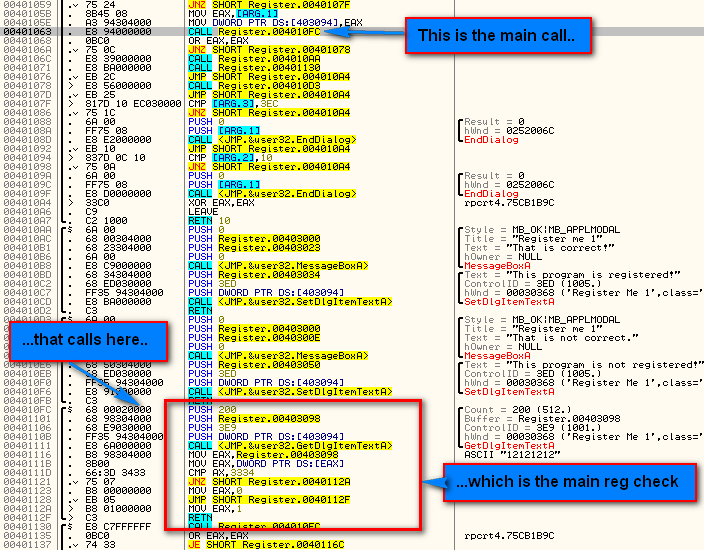 00401059 . 75 24 JNZ SHORT Register.0040107F
0040105B . 8B45 08 MOV EAX,[ARG.1]
0040105E . A3 94304000 MOV DWORD PTR DS:[403094],EAX
00401063 . E8 94000000 CALL Register.004010FC
00401068 . 0BC0 OR EAX,EAX
0040106A . 75 0C JNZ SHORT Register.00401078
0040106C . E8 39000000 CALL Register.004010AA
00401071 . E8 BA000000 CALL Register.00401130
00401076 . EB 2C JMP SHORT Register.004010A4
00401078 > E8 56000000 CALL Register.004010D3
0040107D . EB 25 JMP SHORT Register.004010A4
0040107F > 817D 10 EC030000 CMP [ARG.3],3EC
00401086 . 75 1C JNZ SHORT Register.004010A4
00401088 . 6A 00 PUSH 0 Result = 0
0040108A . FF75 08 PUSH [ARG.1] hWnd = 0252006C
0040108D . E8 E2000000 CALL <JMP.&user32.EndDialog> EndDialog
00401092 . EB 10 JMP SHORT Register.004010A4
00401094 > 837D 0C 10 CMP [ARG.2],10
00401098 . 75 0A JNZ SHORT Register.004010A4
0040109A . 6A 00 PUSH 0 Result = 0
0040109C . FF75 08 PUSH [ARG.1] hWnd = 0252006C
0040109F . E8 D0000000 CALL <JMP.&user32.EndDialog> EndDialog
004010A4 > 33C0 XOR EAX,EAX rpcrt4.75CB1B9C
004010A6 . C9 LEAVE
004010A7 . C2 1000 RETN 10
004010AA $ 6A 00 PUSH 0 Style = MB_OK|MB_APPLMODAL
004010AC . 68 00304000 PUSH Register.00403000 Title = "Register me 1"
004010B1 . 68 23304000 PUSH Register.00403023 Text = "That is correct!"
004010B6 . 6A 00 PUSH 0 hOwner = NULL
004010B8 . E8 C9000000 CALL <JMP.&user32.MessageBoxA> MessageBoxA
004010BD . 68 34304000 PUSH Register.00403034 Text = "This program is registered!"
004010C2 . 68 ED030000 PUSH 3ED ControlID = 3ED (1005.)
004010C7 . FF35 94304000 PUSH DWORD PTR DS:[403094] hWnd = 00030368 ('Register Me 1',class='
004010CD . E8 BA000000 CALL <JMP.&user32.SetDlgItemTextA> SetDlgItemTextA
004010D2 . C3 RETN
004010D3 $ 6A 00 PUSH 0 Style = MB_OK|MB_APPLMODAL
PUSH Register.00403000 Title = "Register me 1"
PUSH Register.0040300E Text = "That is not correct."
PUSH 0 hOwner = NULL
CALL <JMP.&user32.MessageBoxA> MessageBoxA
004010E6 . 68 50304000 PUSH Register.00403050 Text = "This program is not registered!"
004010EB . 68 ED030000 PUSH 3ED ControlID = 3ED (1005.)
004010F0 . FF35 94304000 PUSH DWORD PTR DS:[403094] hWnd = 00030368 ('Register Me 1',class='
004010F6 . E8 000000 CALL <JMP.&user32.SetDlgItemTextA> SetDlgItemTextA
004010FB . C3 RETN
004010FC $ 68 00020000 PUSH 200 Count = 200 (512.)
00401101 . 68 98304000 PUSH Register.00403098 Buffer = Register.00403098
00401106 . 68 E9030000 PUSH 3E9 ControlID = 3E9 (1001.)
0040110B . FF35 94304000 PUSH DWORD PTR DS:[403094] hWnd = 00030368 ('Register Me 1',class='
00401111 . E8 6A000000 CALL <JMP.&user32.GetDlgItemTextA> GetDlgItemTextA
00401116 . B8 98304000 MOV EAX,Register.00403098 ASCII "12121212"
0040111B . 8B00 MOV EAX,DWORD PTR DS:[EAX]
0040111D . 66:3D 3433 CMP AX,3334
00401121 . 75 07 JNZ SHORT Register.0040112A
00401123 . B8 00000000 MOV EAX,0
00401128 . EB 05 JMP SHORT Register.0040112F
0040112A > B8 01000000 MOV EAX,1
0040112F > C3 RETN
00401130 $ E8 C7FFFFFF CALL Register.004010FC
00401135 . 0BC0 OR EAX,EAX rpcrt4.75CB1B9C
00401137 . 74 33 JE SHORT Register.0040116C
This is the main call..
...that calls here..
...which is the main reg check